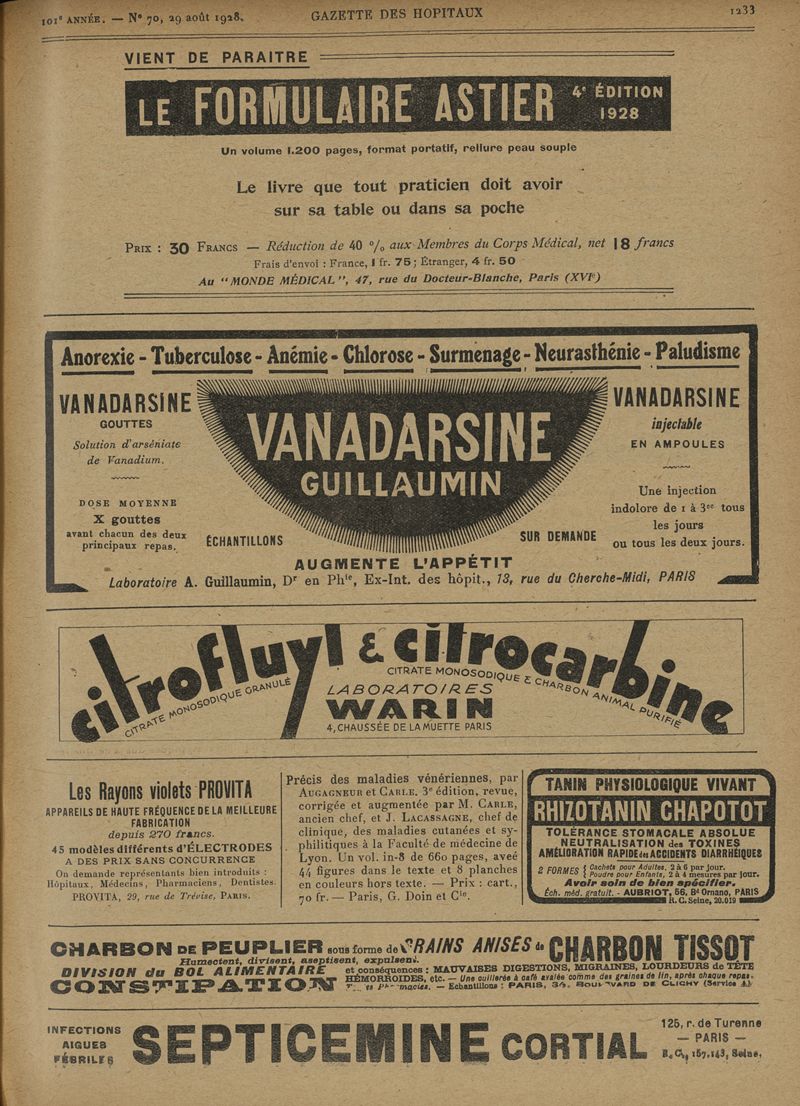 101e ANNÉE. — N° 70, 29 août 1928.
GAZETTE DES HOPITAUX
1233
VIENT DE PARAITRE
LE FORMULAIRE ASTIER 4e ÉDITION 1928
Un volume 1.200 pages, format portatif, reliure peau souple
Le livre que tout praticien doit avoir
sur sa table ou dans sa poche
PRIX : 30 FRANCS — Réduction de 40 % aux Membres du Corps Médical, net 18 francs
Frais d'envoi : France, 1 fr. 75; Étranger, 4 fr. 50
Au "MONDE MÉDICAL", 47, rue du Docteur-Blanche, Paris (XVIe)
Anorexie - Tuberculose - Anémie - Chlorose - Surmenage - Neurasthénie - Paludisme
VANADARSINE
GOUTTES
Solution d'arséniate
de Vanadium.
DOSE MOYENNE
X gouttes
avant chacun des deux
principaux repas.
VANADARSINE
GUILLAUMIN
ÉCHANTILLONS
SUR DEMANDE
VANADARSINE
injectable
EN AMPOULES
Une injection
indolore de 1 à 3cc tous
les jours
ou tous les deux jours.
AUGMENTE L'APPÉTIT
Laboratoire A. Guillaumin, Dr en Phie, Ex-Int. des hôpit., 13, rue du Cherche-Midi, PARIS
citrofluyl & citrocarbine
CITRATE MONOSODIQUE GRANULÉ
CITRATE MONOSODIQUE & CHARBON ANIMAL PURIFIÉ
LABORATOIRES
WARIN
4, CHAUSSÉE DE LA MUETTE PARIS
Les Rayons violets PROVITA
APPAREILS DE HAUTE FRÉQUENCE DE LA MEILLEURE
FABRICATION
depuis 270 francs.
45 modèles différents d'ÉLECTRODES
A DES PRIX SANS CONCURRENCE
On demande représentants bien introduits :
Hôpitaux, Médecins, Pharmaciens, Dentistes.
PROVITA, 29, rue de Trévise, PARIS.
Précis des maladies vénériennes, par
AUGAGNEUR et CARLE. 3e édition, revue,
corrigée et augmentée par M. CARLE,
ancien chef, et J. LACASSAGNE, chef de
clinique, des maladies cutanées et sy-
philitiques à la Faculté de médecine de
Lyon. Un vol. in-8 de 660 pages, aveé
44 figures dans le texte et 8 planches
en couleurs hors texte. — Prix : cart.,
70 fr. — Paris, G. Doin et Cie.
TANIN PHYSIOLOGIQUE VIVANT
RHIZOTANIN CHAPOTOT
TOLÉRANCE STOMACALE ABSOLUE
NEUTRALISATION des TOXINES
AMÉLIORATION RAPIDE des ACCIDENTS DIARRHÉIQUES
2 FORMES { Cachets pour Adultes, 2 à 6 par jour.
Poudre pour Enfants, 2 à 4 mesures par jour.
Avoir soin de bien spécifier.
Éch. méd. gratuit. - AUBRIOT, 56, Bd Ornano, PARIS
R. C. Seine, 20.019
CHARBON DE PEUPLIER sous forme de GRAINS ANISÉS de CHARBON TISSOT
Humectent, divisent, aseptisent, expulsent.
DIVISION du BOL ALIMENTAIRE et conséquences : MAUVAISES DIGESTIONS, MIGRAINES, LOURDEURS de TÊTE
CONSTIPATION HÉMORROIDES, etc. — Une cuillerée à café avalée comme des graines de lin, après chaque repas.
— Echantillons : PARIS, 34, BOULEVARD DE CLICHY (Service A)
INFECTIONS
AIGUES
FÉBRILES
SEPTICEMINE CORTIAL
125, r. de Turenne
— PARIS —
R. C., 157.143, Seine.